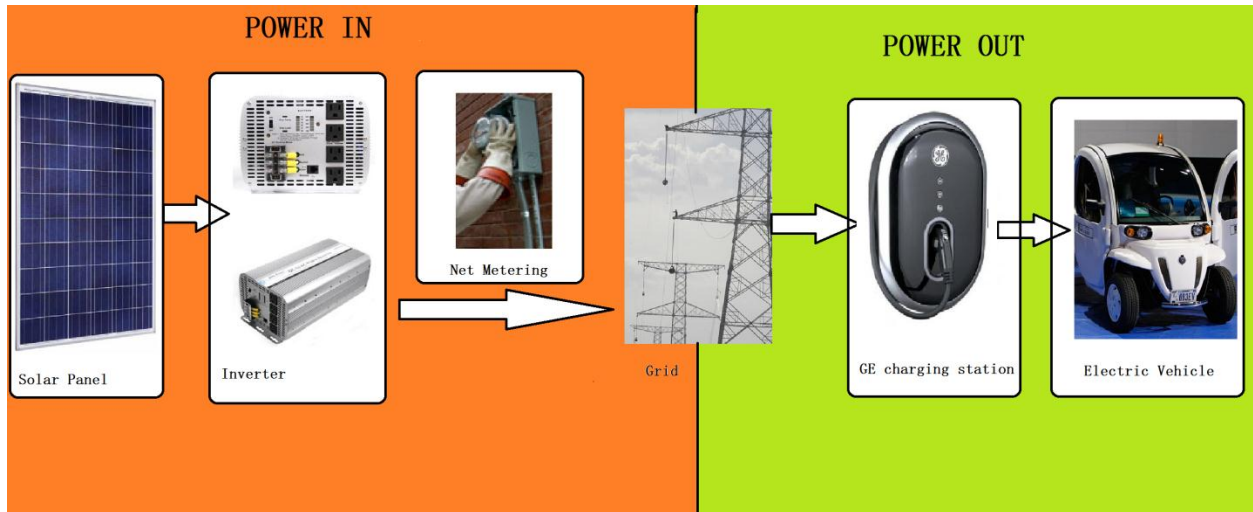 POWER IN
POWER OUT
Net Metering
Solar Panel
Inverter
Grid
GE charging station
Electric Vehicle